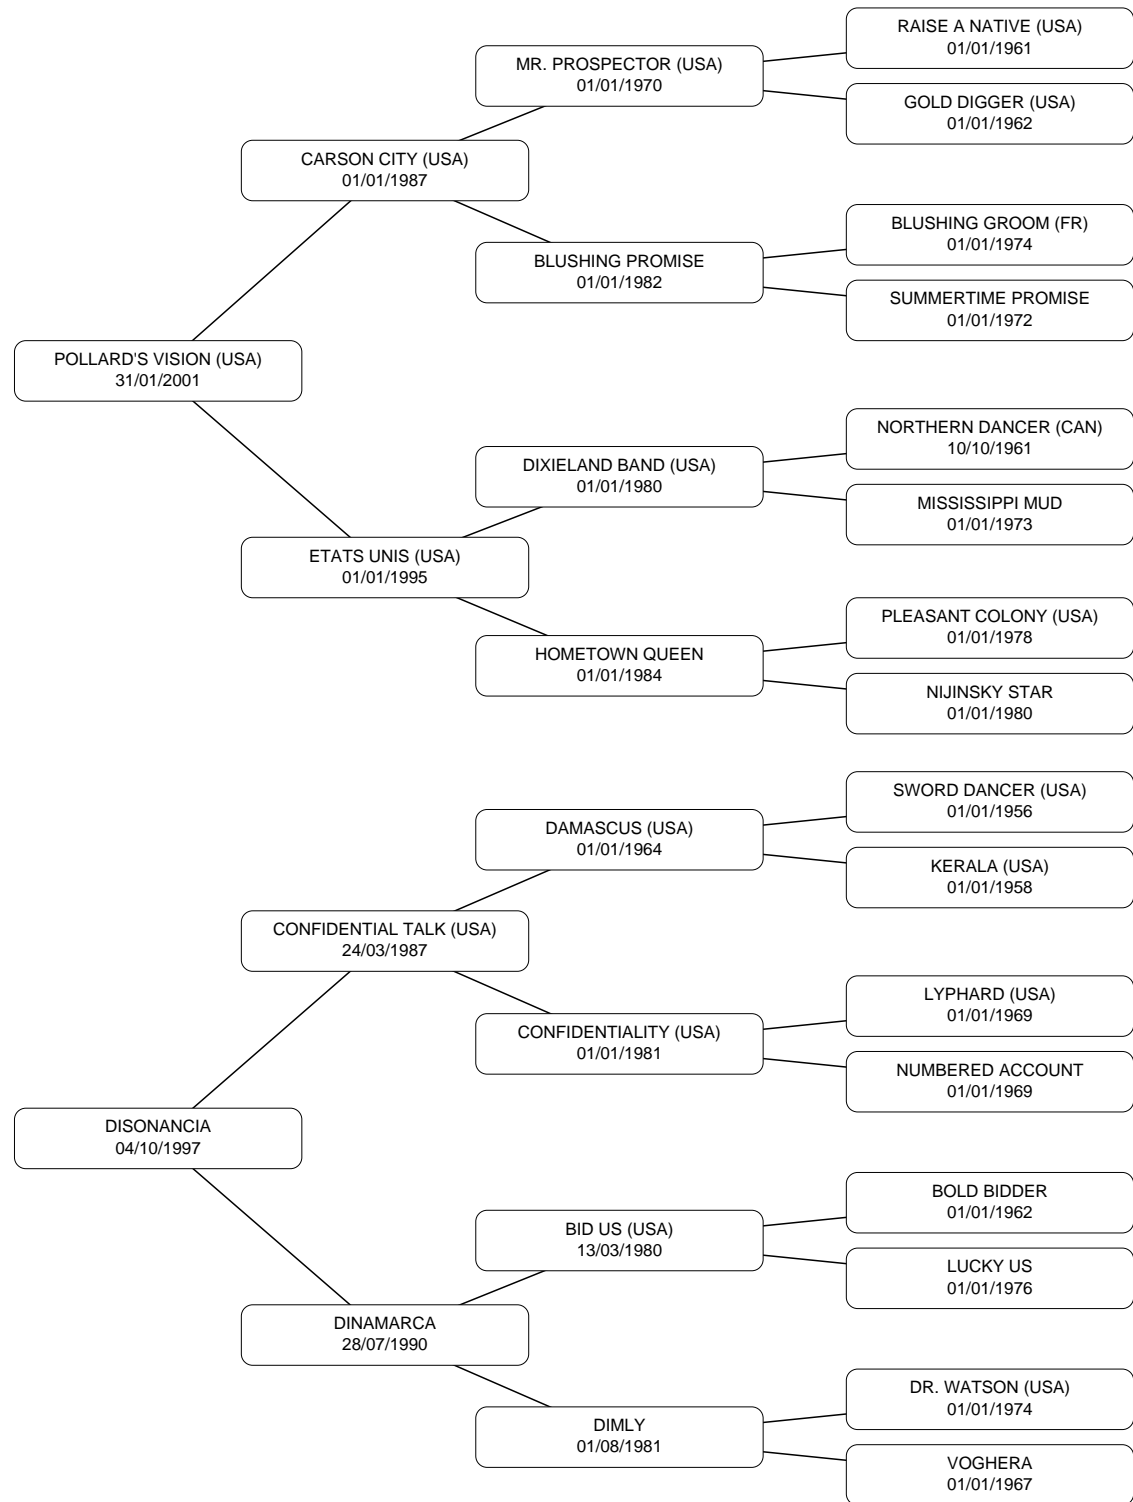 RAISE A NATIVE (USA)
01/01/1961
MR. PROSPECTOR (USA)
01/01/1970
GOLD DIGGER (USA)
01/01/1962
CARSON CITY (USA)
01/01/1987
BLUSHING GROOM (FR)
01/01/1974
BLUSHING PROMISE
01/01/1982
SUMMERTIME PROMISE
01/01/1972
POLLARD'S VISION (USA)
31/01/2001
NORTHERN DANCER (CAN)
10/10/1961
DIXIELAND BAND (USA)
01/01/1980
MISSISSIPPI MUD
01/01/1973
ETATS UNIS (USA)
01/01/1995
PLEASANT COLONY (USA)
01/01/1978
HOMETOWN QUEEN
01/01/1984
NIJINSKY STAR
01/01/1980
SWORD DANCER (USA)
01/01/1956
DAMASCUS (USA)
01/01/1964
KERALA (USA)
01/01/1958
CONFIDENTIAL TALK (USA)
24/03/1987
LYPHARD (USA)
01/01/1969
CONFIDENTIALITY (USA)
01/01/1981
NUMBERED ACCOUNT
01/01/1969
DISONANCIA
04/10/1997
BOLD BIDDER
01/01/1962
BID US (USA)
13/03/1980
LUCKY US
01/01/1976
DINAMARCA
28/07/1990
DR. WATSON (USA)
01/01/1974
DIMLY
01/08/1981
VOGHERA
01/01/1967